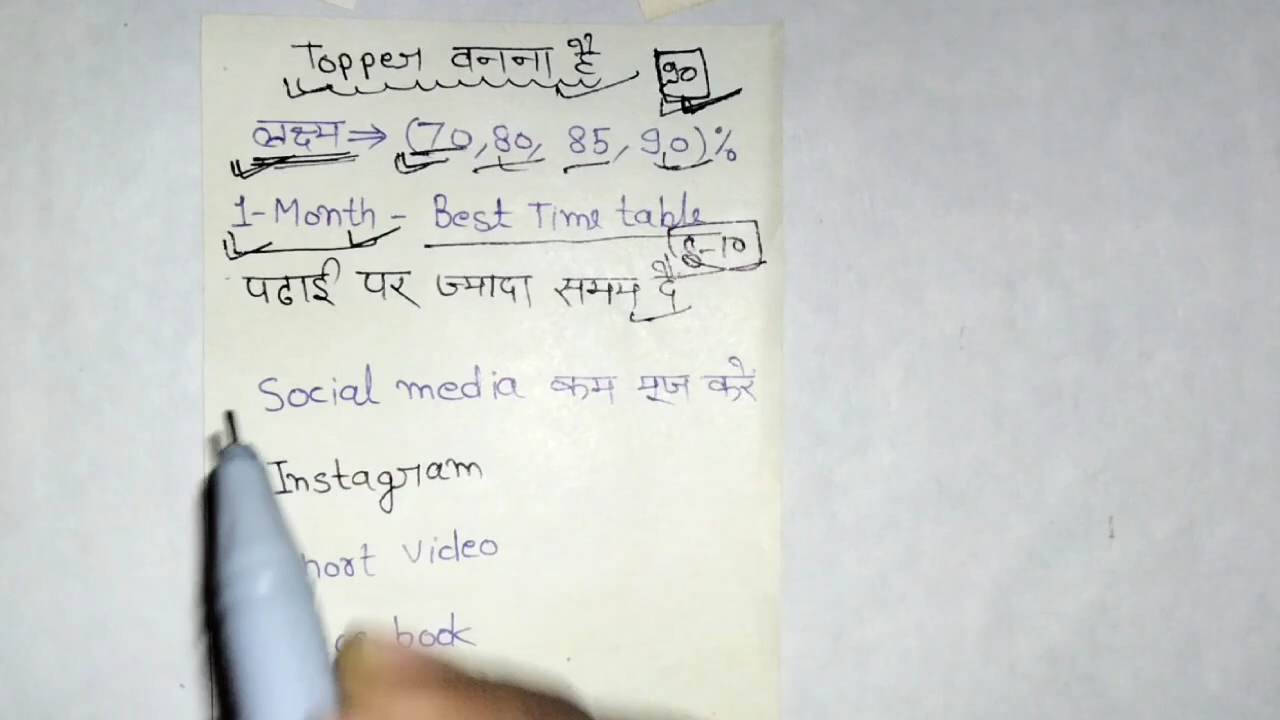 Topper बनना है 90
लक्ष्य ⇒ (70, 80, 85, 90)%
1-Month - Best Time table
पढाई पर ज्यादा समय दें 8-10
Social media कम यूज करें
Instagram
hort video
book